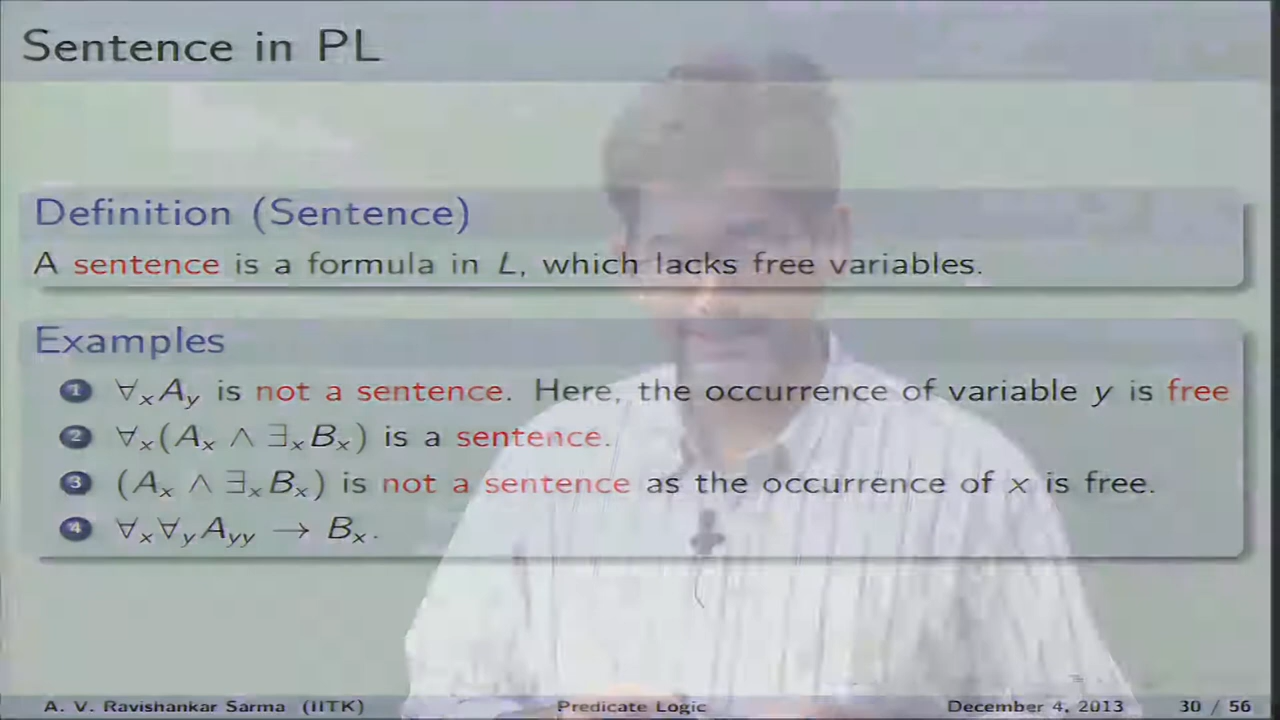 Sentence in PL
Definition (Sentence)
A sentence is a formula in L, which lacks free variables.
Examples
1 ∀ₓA_y is not a sentence. Here, the occurrence of variable y is free
2 ∀ₓ(Aₓ ∧ ∃ₓBₓ) is a sentence.
3 (Aₓ ∧ ∃ₓBₓ) is not a sentence as the occurrence of x is free.
4 ∀ₓ∀_yA_yy → Bₓ.
A. V. Ravishankar Sarma (IITK) Predicate Logic December 4, 2013 30 / 56